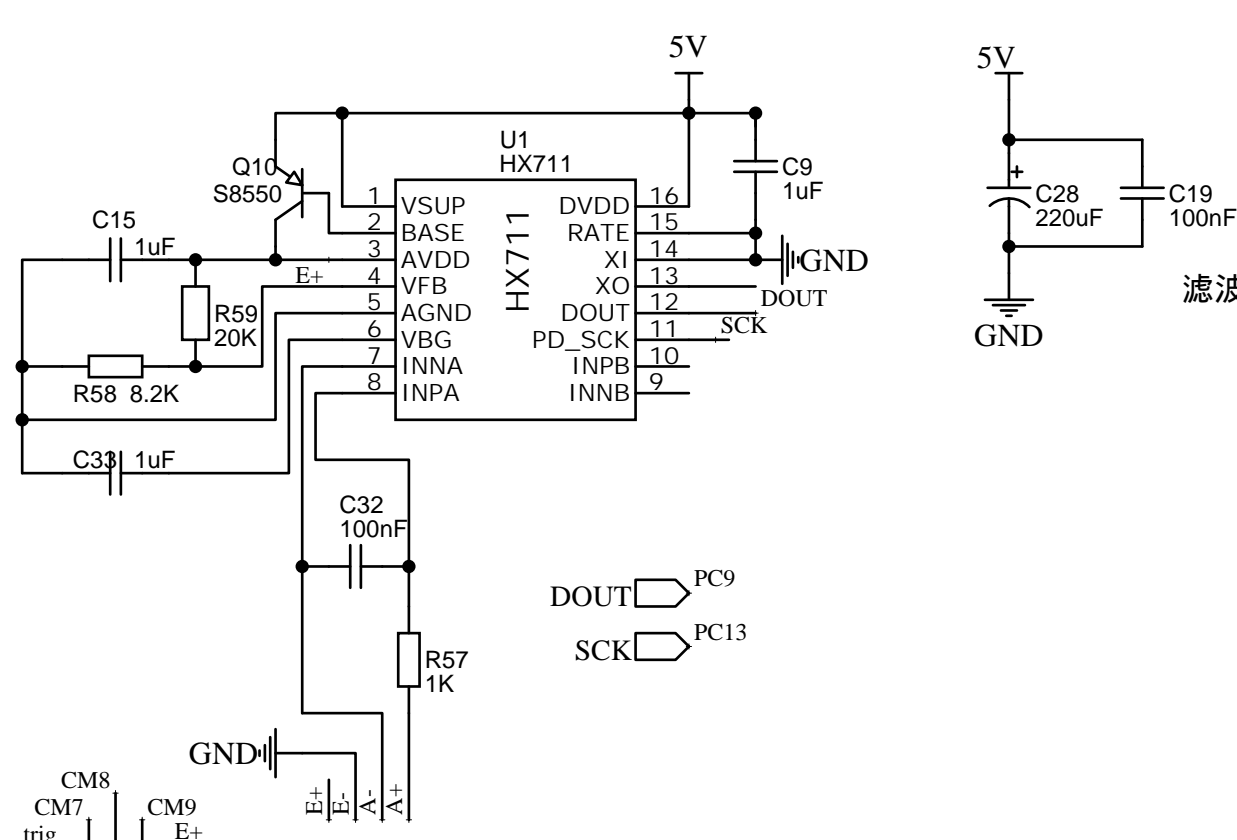 5V
5V
U1
HX711
Q10
S8550
C9
1uF
C28
220uF
C19
100nF
C15
1uF
1 VSUP
2 BASE
3 AVDD
4 VFB
5 AGND
6 VBG
7 INNA
8 INPA
HX711
DVDD 16
RATE 15
XI 14
XO 13
DOUT 12
PD_SCK 11
INPB 10
INNB 9
GND
DOUT
SCK
E+
R59
20K
R58 8.2K
C33 1uF
滤波
GND
C32
100nF
DOUT PC9
SCK PC13
R57
1K
GND
E+
E-
A-
A+
CM8
CM7
CM9
trig
E+